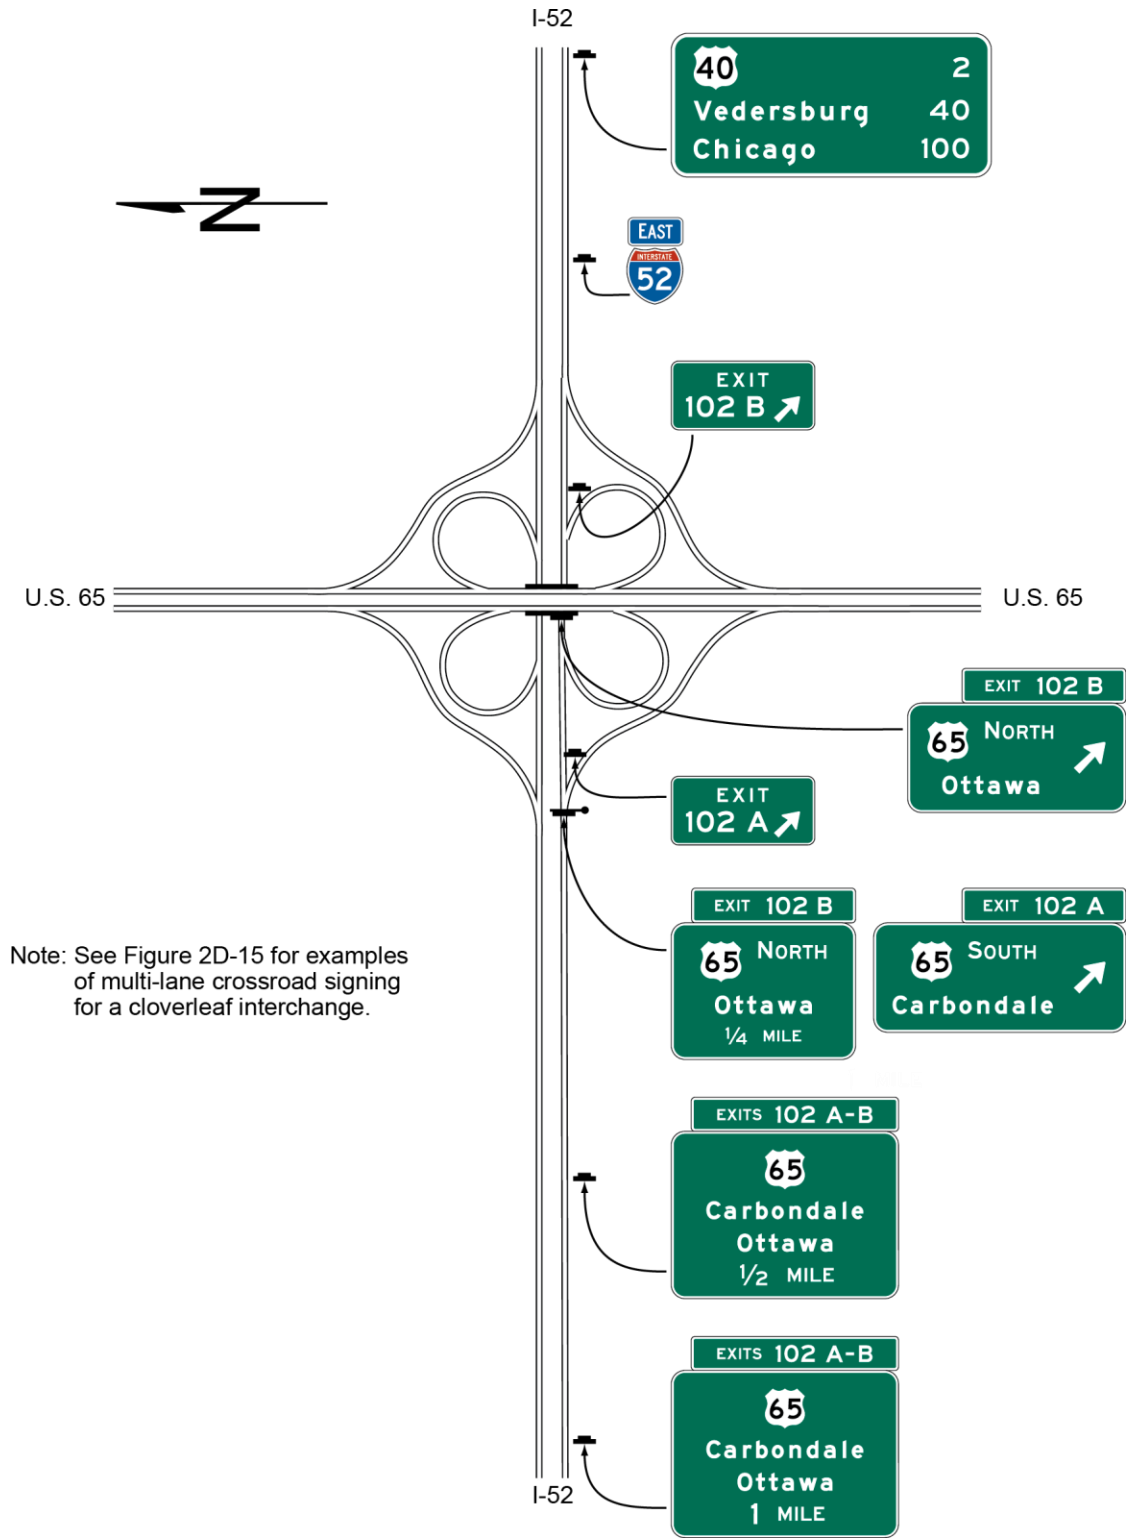 I-52
40 2
Vedersburg 40
Chicago 100
N
EAST
INTERSTATE
52
EXIT
102 B
U.S. 65
U.S. 65
EXIT 102 B
65 NORTH
Ottawa
EXIT
102 A
EXIT 102 B
65 NORTH
Ottawa
1/4 MILE
EXIT 102 A
65 SOUTH
Carbondale
Note: See Figure 2D-15 for examples
of multi-lane crossroad signing
for a cloverleaf interchange.
EXITS 102 A-B
65
Carbondale
Ottawa
1/2 MILE
EXITS 102 A-B
65
Carbondale
Ottawa
1 MILE
I-52